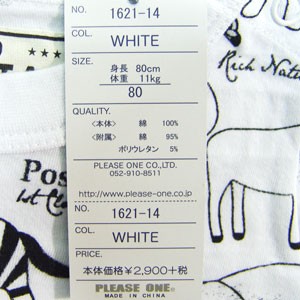 NO. 1621-14
COL. WHITE
SIZE. 身長 80cm
体重 11kg
80
QUALITY.
<本体> 綿 100%
<附属> 綿 95%
ポリウレタン 5%
PLEASE ONE CO.,LTD.
052-910-8511
http://www.please-one.co.jp
NO. 1621-14
COL. WHITE
PRICE.
本体価格¥2,900+税
PLEASE ONE.
MADE IN CHINA
Rich Natu
Pos